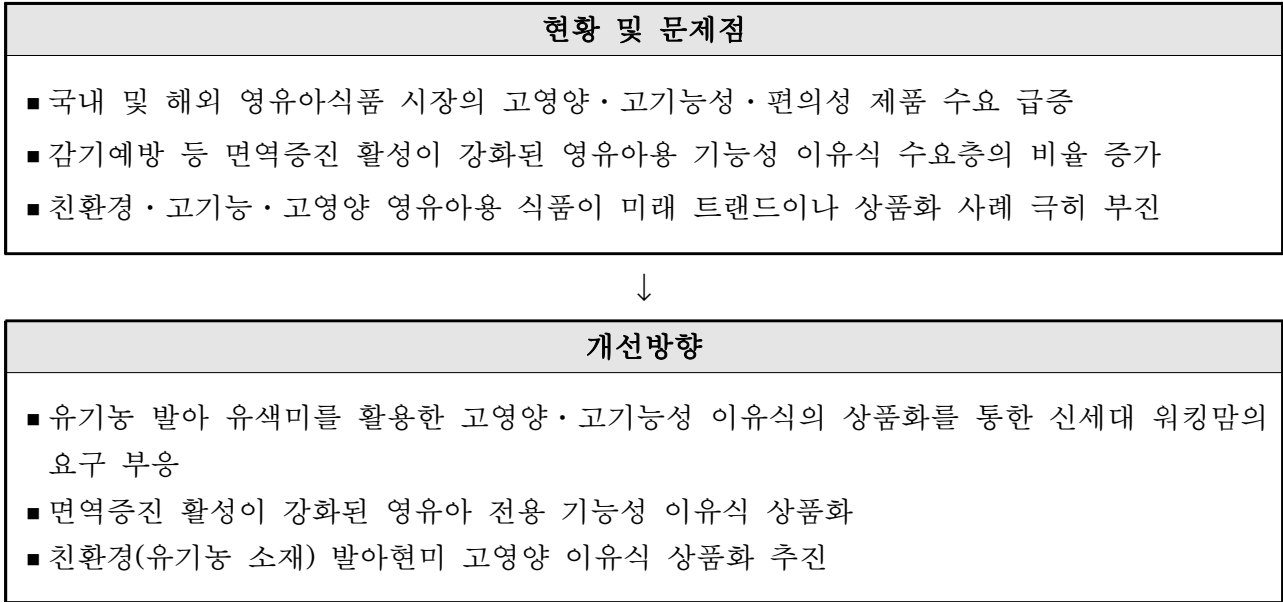 현황 및 문제점
■ 국내 및 해외 영유아식품 시장의 고영양·고기능성·편의성 제품 수요 급증
■ 감기예방 등 면역증진 활성이 강화된 영유아용 기능성 이유식 수요층의 비율 증가
■ 친환경·고기능·고영양 영유아용 식품이 미래 트랜드이나 상품화 사례 극히 부진
↓
개선방향
■ 유기농 발아 유색미를 활용한 고영양·고기능성 이유식의 상품화를 통한 신세대 워킹맘의
요구 부응
■ 면역증진 활성이 강화된 영유아 전용 기능성 이유식 상품화
■ 친환경(유기농 소재) 발아현미 고영양 이유식 상품화 추진